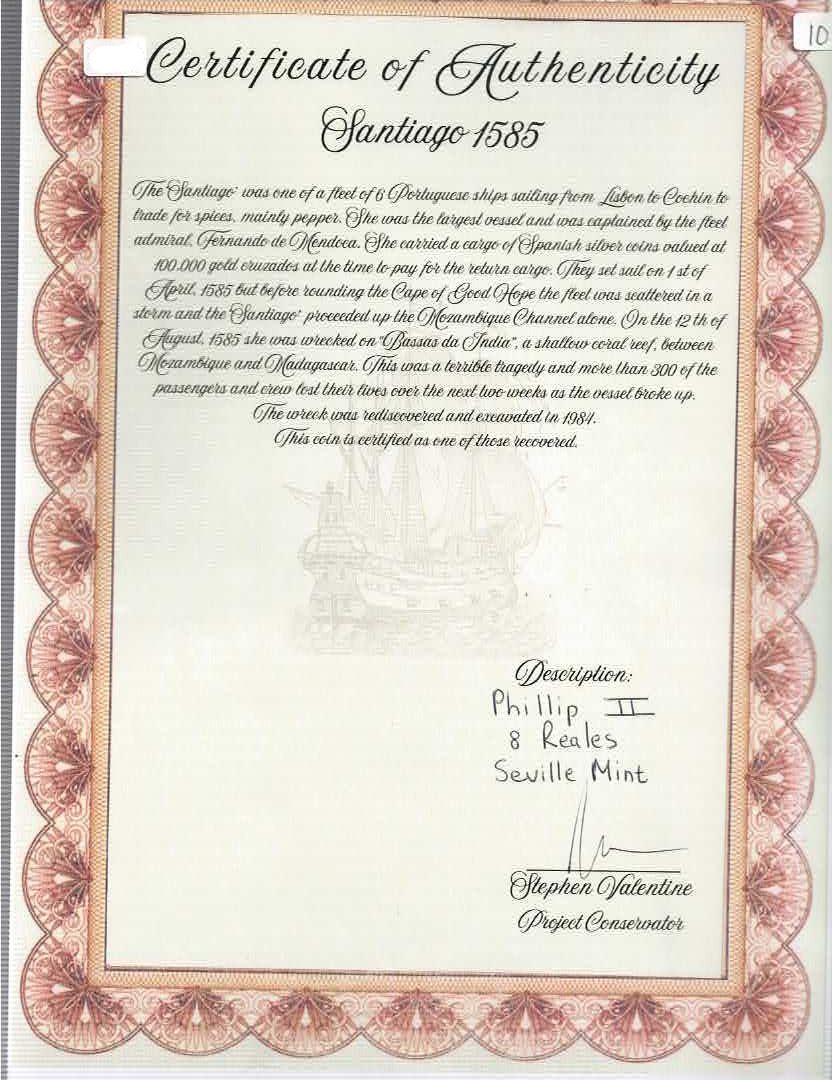 10
Certificate of Authenticity
Santiago 1585
The 'Santiago' was one of a fleet of 6 Portuguese ships sailing from Lisbon to Cochin to
trade for spices, mainly pepper. She was the largest vessel and was captained by the fleet
admiral, Fernando de Mendoca. She carried a cargo of Spanish silver coins valued at
100.000 gold cruzados at the time to pay for the return cargo. They set sail on 1 st of
April, 1585 but before rounding the Cape of Good Hope the fleet was scattered in a
storm and the 'Santiago' proceeded up the Mozambique Channel alone. On the 12 th of
August, 1585 she was wrecked on "Bassas da India", a shallow coral reef, between
Mozambique and Madagascar. This was a terrible tragedy and more than 300 of the
passengers and crew lost their lives over the next two weeks as the vessel broke up.
The wreck was rediscovered and excavated in 1984.
This coin is certified as one of those recovered.
Description:
Phillip II
8 Reales
Seville Mint
Stephen Valentine
Project Conservator